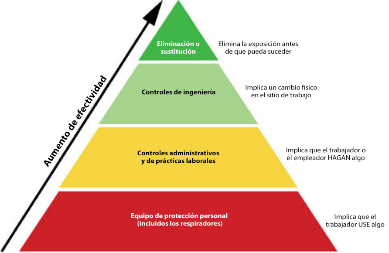 Aumento de efectividad
Eliminación o
sustitución
Elimina la exposición antes
de que pueda suceder
Controles de ingeniería
Implica un cambio físico
en el sitio de trabajo
Controles administrativos
y de prácticas laborales
Implica que el trabajador o
el empleador HAGAN algo
Equipo de protección personal
(incluidos los respiradores)
Implica que el
trabajador USE algo